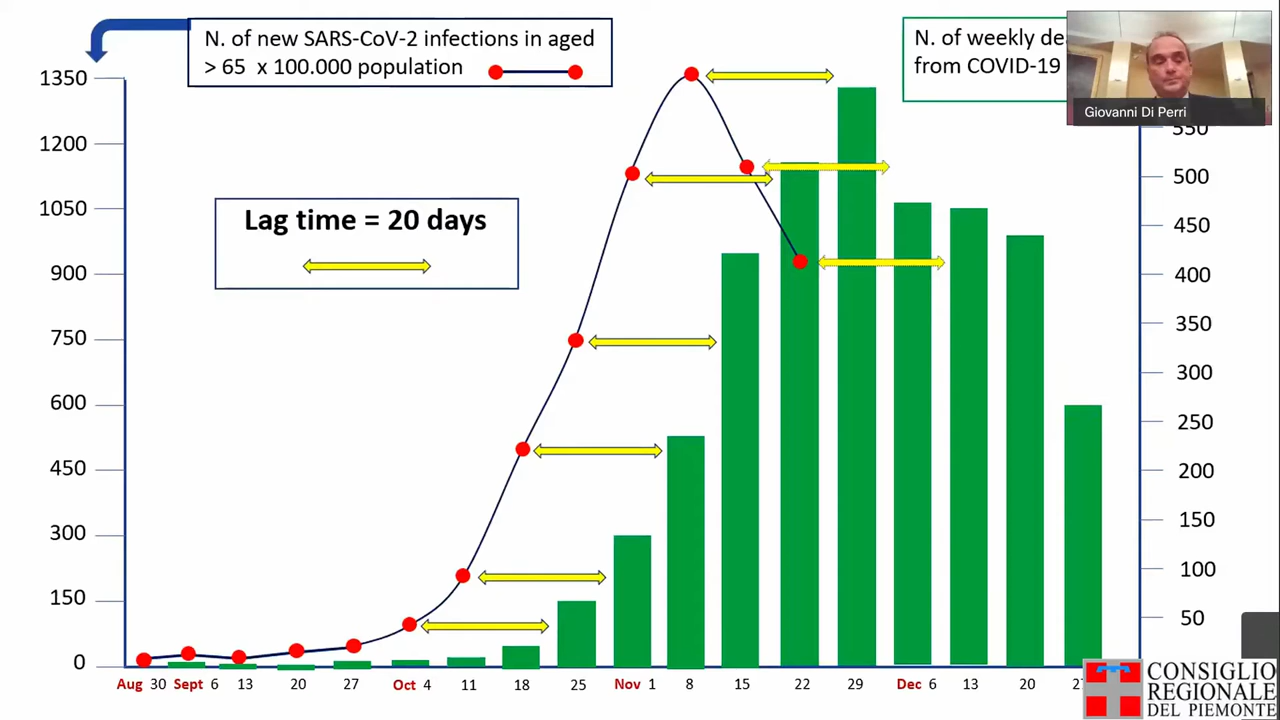 N. of new SARS-CoV-2 infections in aged
> 65 x 100.000 population
N. of weekly
from COVID-19
Giovanni Di Perri
Lag time = 20 days
1350
1200
1050
900
750
600
450
300
150
0
550
500
450
400
350
300
250
200
150
100
50
Aug 30 Sept 6 13 20 27 Oct 4 11 18 25 Nov 1 8 15 22 29 Dec 6 13 20
CONSIGLIO
REGIONALE
DEL PIEMONTE